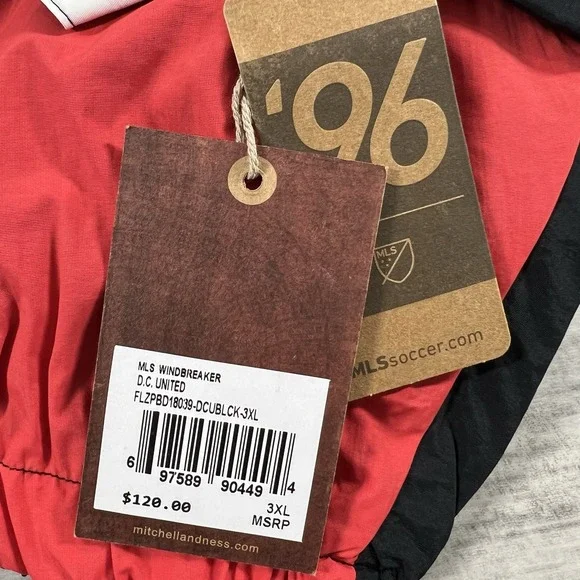 '96
MLS
MLSsoccer.com
MLS WINDBREAKER
D.C. UNITED
FLZPBD18039-DCUBLCK-3XL
6 97589 90449 4
$120.00
3XL
MSRP
mitchellandness.com